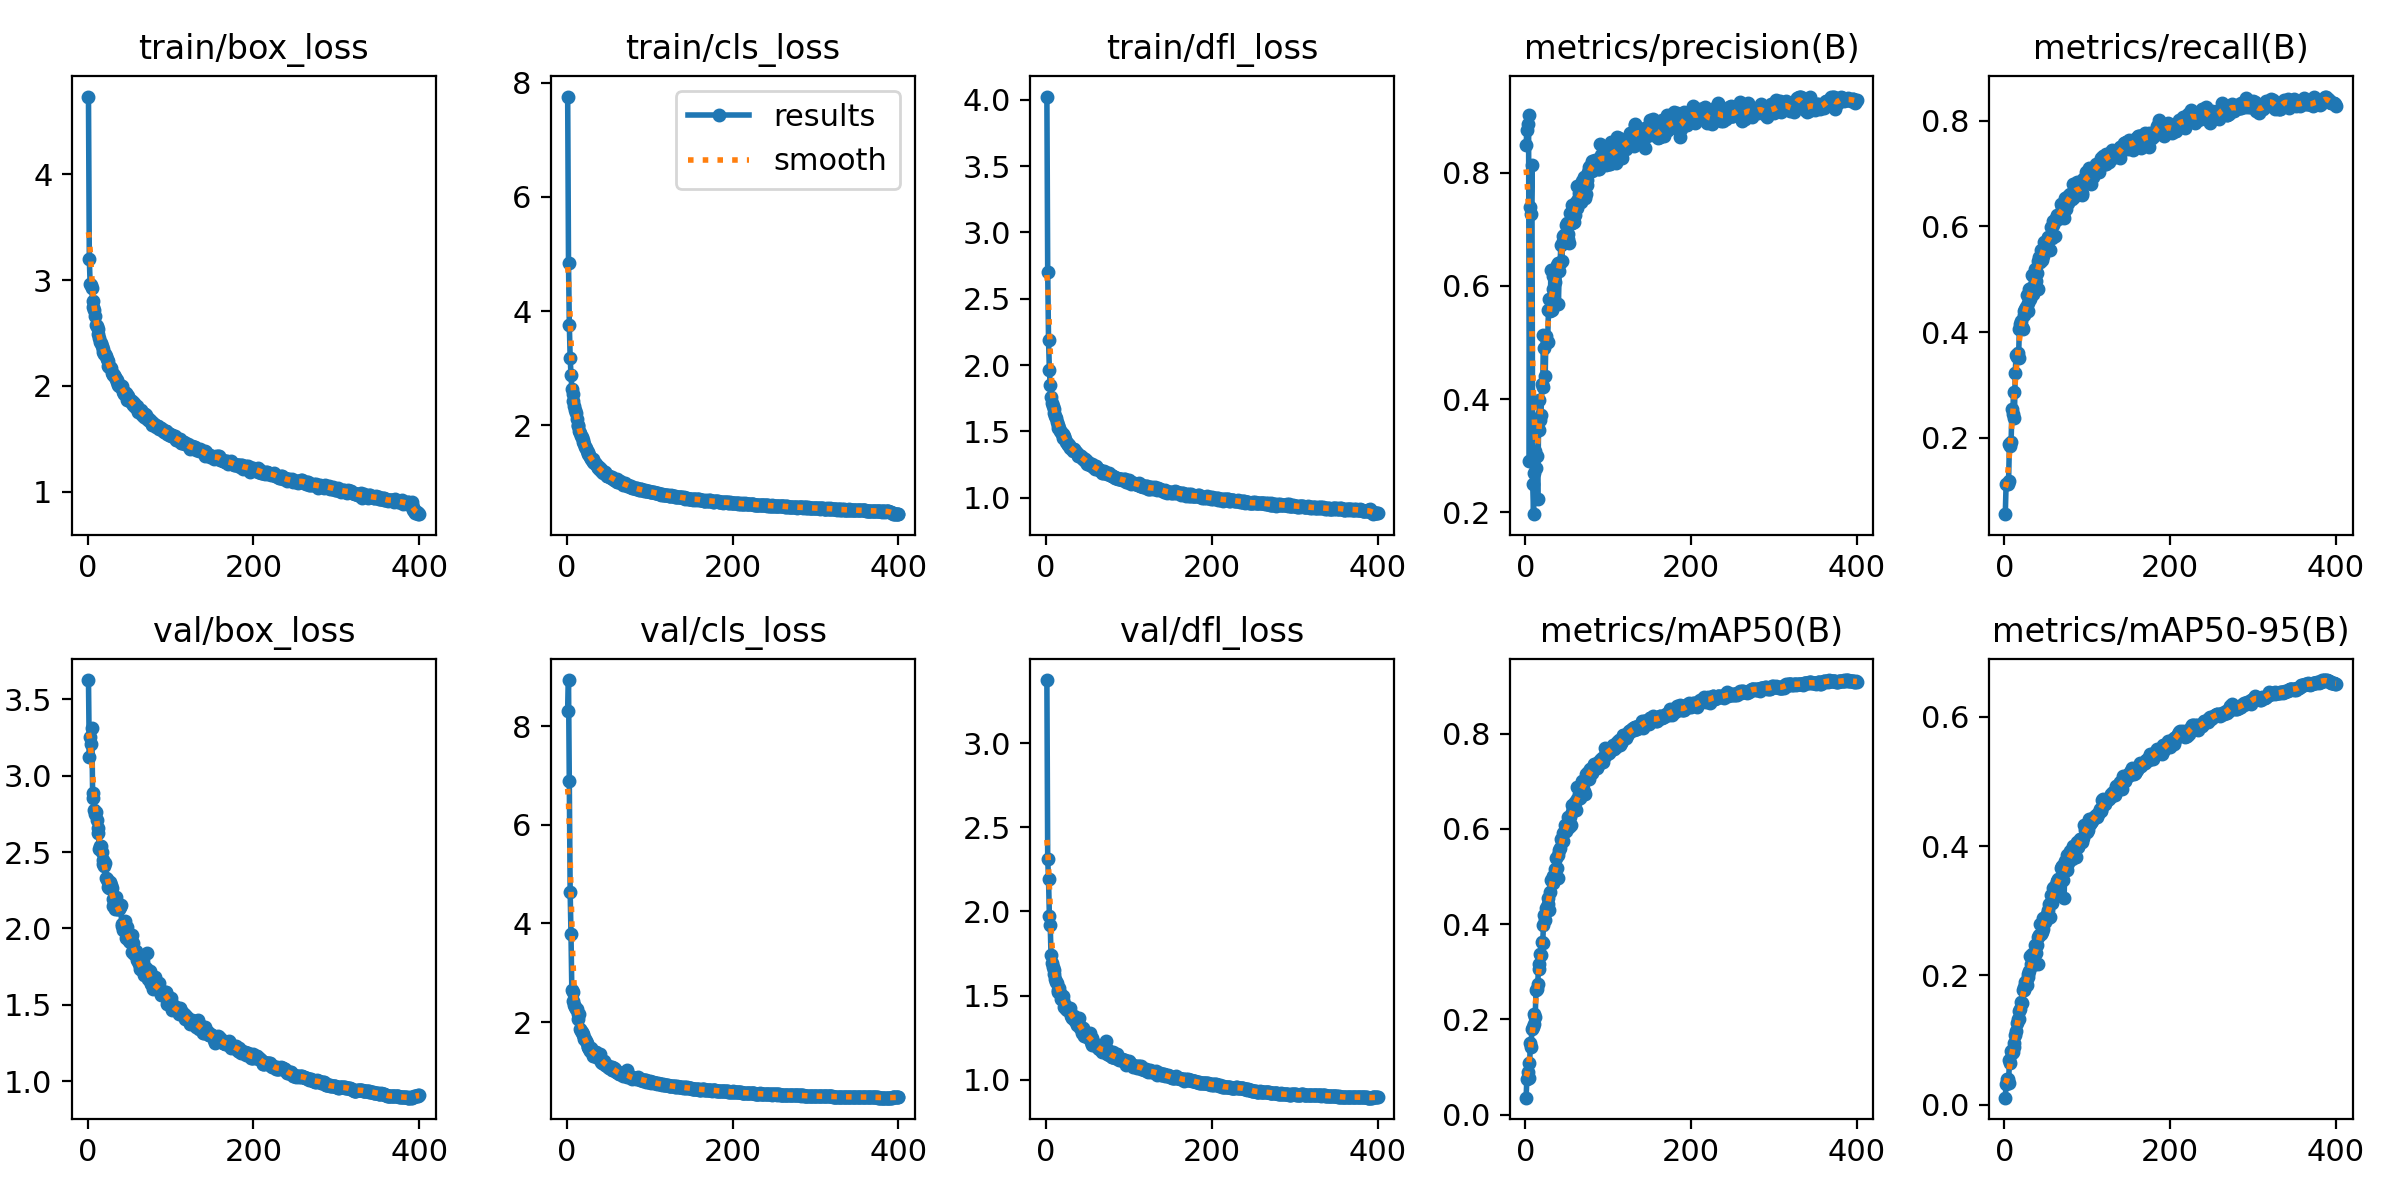 train/box_loss
4
3
2
1
0 200 400
train/cls_loss
results
smooth
8
6
4
2
0 200 400
train/dfl_loss
4.0
3.5
3.0
2.5
2.0
1.5
1.0
0 200 400
metrics/precision(B)
0.8
0.6
0.4
0.2
0 200 400
metrics/recall(B)
0.8
0.6
0.4
0.2
0 200 400
val/box_loss
3.5
3.0
2.5
2.0
1.5
1.0
0 200 400
val/cls_loss
8
6
4
2
0 200 400
val/dfl_loss
3.0
2.5
2.0
1.5
1.0
0 200 400
metrics/mAP50(B)
0.8
0.6
0.4
0.2
0.0
0 200 400
metrics/mAP50-95(B)
0.6
0.4
0.2
0.0
0 200 400